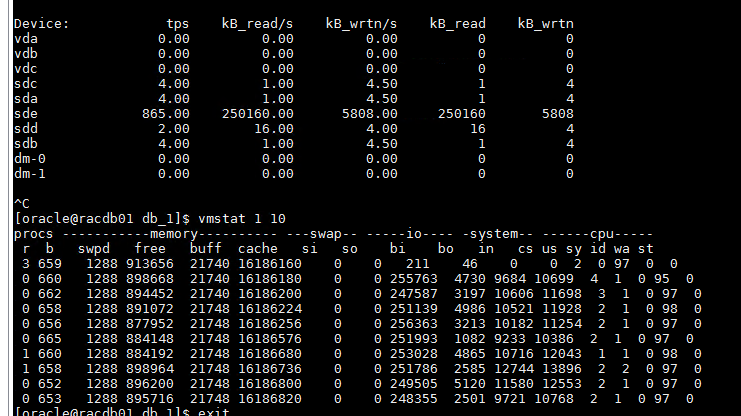 Device: tps kB_read/s kB_wrtn/s kB_read kB_wrtn
vda 0.00 0.00 0.00 0 0
vdb 0.00 0.00 0.00 0 0
vdc 0.00 0.00 0.00 0 0
sdc 4.00 1.00 4.50 1 4
sda 4.00 1.00 4.50 1 4
sde 865.00 250160.00 5808.00 250160 5808
sdd 2.00 16.00 4.00 16 4
sdb 4.00 1.00 4.50 1 4
dm-0 0.00 0.00 0.00 0 0
dm-1 0.00 0.00 0.00 0 0
^C
[oracle@racdb01 db_1]$ vmstat 1 10
procs -----------memory---------- ---swap-- -----io---- -system-- ------cpu-----
r b swpd free buff cache si so bi bo in cs us sy id wa st
3 659 1288 913656 21740 16186160 0 0 211 46 0 0 2 0 97 0 0
0 660 1288 898668 21740 16186180 0 0 255763 4730 9684 10699 4 1 0 95 0
0 662 1288 894452 21740 16186200 0 0 247587 3197 10606 11698 3 1 0 97 0
0 658 1288 891072 21748 16186224 0 0 251139 4986 10521 11928 2 1 0 98 0
0 656 1288 877952 21748 16186256 0 0 256363 3213 10182 11254 2 1 0 97 0
0 665 1288 884148 21748 16186576 0 0 251993 1082 9233 10386 2 1 0 97 0
1 660 1288 884192 21748 16186680 0 0 253028 4865 10716 12043 1 1 0 98 0
1 658 1288 898964 21748 16186736 0 0 251786 2585 12744 13896 2 2 0 97 0
0 652 1288 896200 21748 16186800 0 0 249505 5120 11580 12553 2 1 0 97 0
0 653 1288 895716 21748 16186820 0 0 248355 2501 9721 10768 2 1 0 97 0
[oracle@racdb01 db_1]$ exit